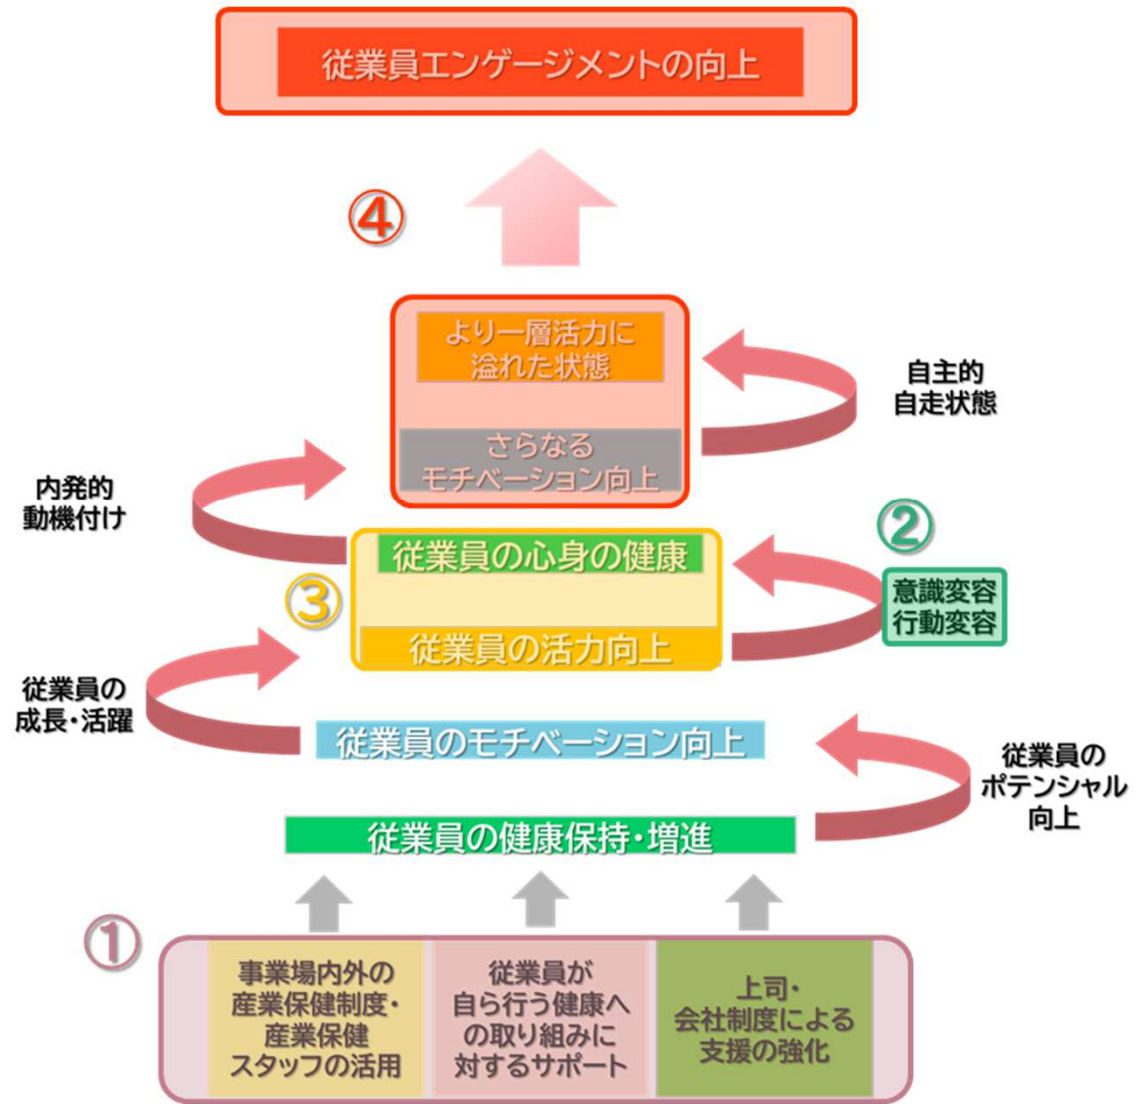 従業員エンゲージメントの向上
④
より一層活力に
溢れた状態
自主的
自走状態
さらなる
モチベーション向上
内発的
動機付け
②
従業員の心身の健康
意識変容
行動変容
③
従業員の活力向上
従業員の
成長・活躍
従業員のモチベーション向上
従業員の
ポテンシャル
向上
従業員の健康保持・増進
①
事業場内外の
産業保健制度・
産業保健
スタッフの活用
従業員が
自ら行う健康へ
の取り組みに
対するサポート
上司・
会社制度による
支援の強化